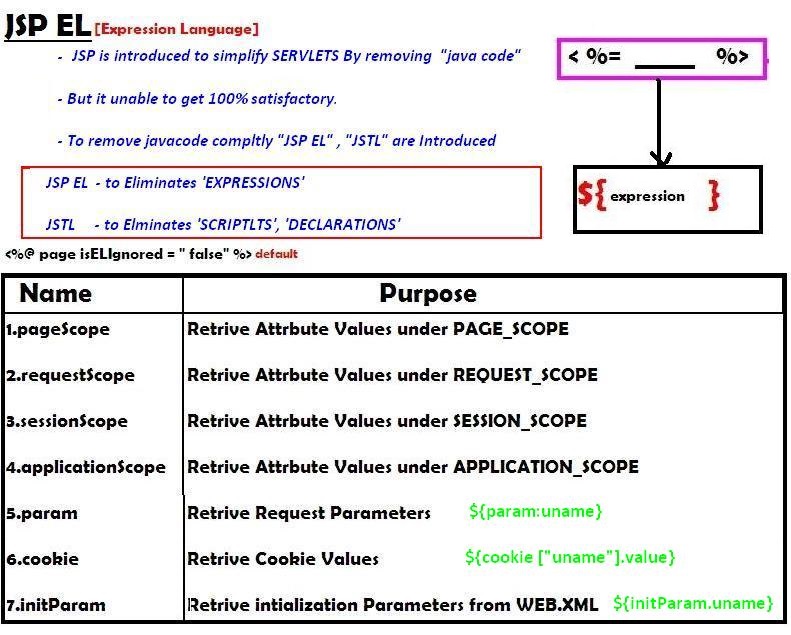 JSP EL [Expression Language]
- JSP is introduced to simplify SERVLETS By removing "java code"
< %= _____ %>
- But it unable to get 100% satisfactory.
- To remove javacode compltly "JSP EL" , "JSTL" are Introduced
JSP EL - to Eliminates 'EXPRESSIONS'
${ expression }
JSTL - to Elminates 'SCRIPTLTS', 'DECLARATIONS'
<%@ page isELIgnored = " false" %> default
Name Purpose
1.pageScope Retrive Attrbute Values under PAGE_SCOPE
2.requestScope Retrive Attrbute Values under REQUEST_SCOPE
3.sessionScope Retrive Attrbute Values under SESSION_SCOPE
4.applicationScope Retrive Attrbute Values under APPLICATION_SCOPE
5.param Retrive Request Parameters ${param:uname}
6.cookie Retrive Cookie Values ${cookie ["uname"].value}
7.initParam Retrive intialization Parameters from WEB.XML ${initParam.uname}